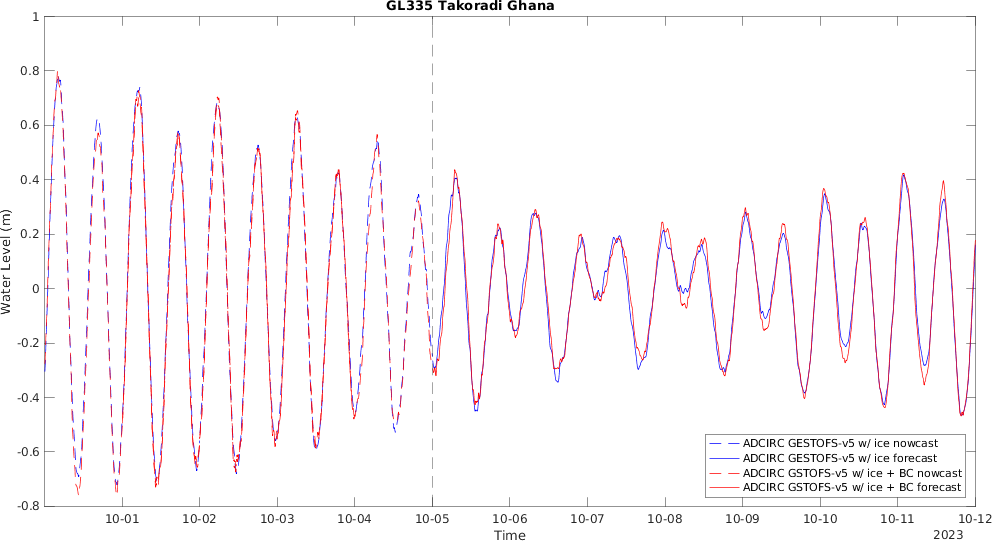 GL335 Takoradi Ghana
1
0.8
0.6
0.4
0.2
0
-0.2
-0.4
-0.6
-0.8
Water Level (m)
10-01 10-02 10-03 10-04 10-05 10-06 10-07 10-08 10-09 10-10 10-11 10-12
Time
2023
ADCIRC GESTOFS-v5 w/ ice nowcast
ADCIRC GESTOFS-v5 w/ ice forecast
ADCIRC GSTOFS-v5 w/ ice + BC nowcast
ADCIRC GSTOFS-v5 w/ ice + BC forecast